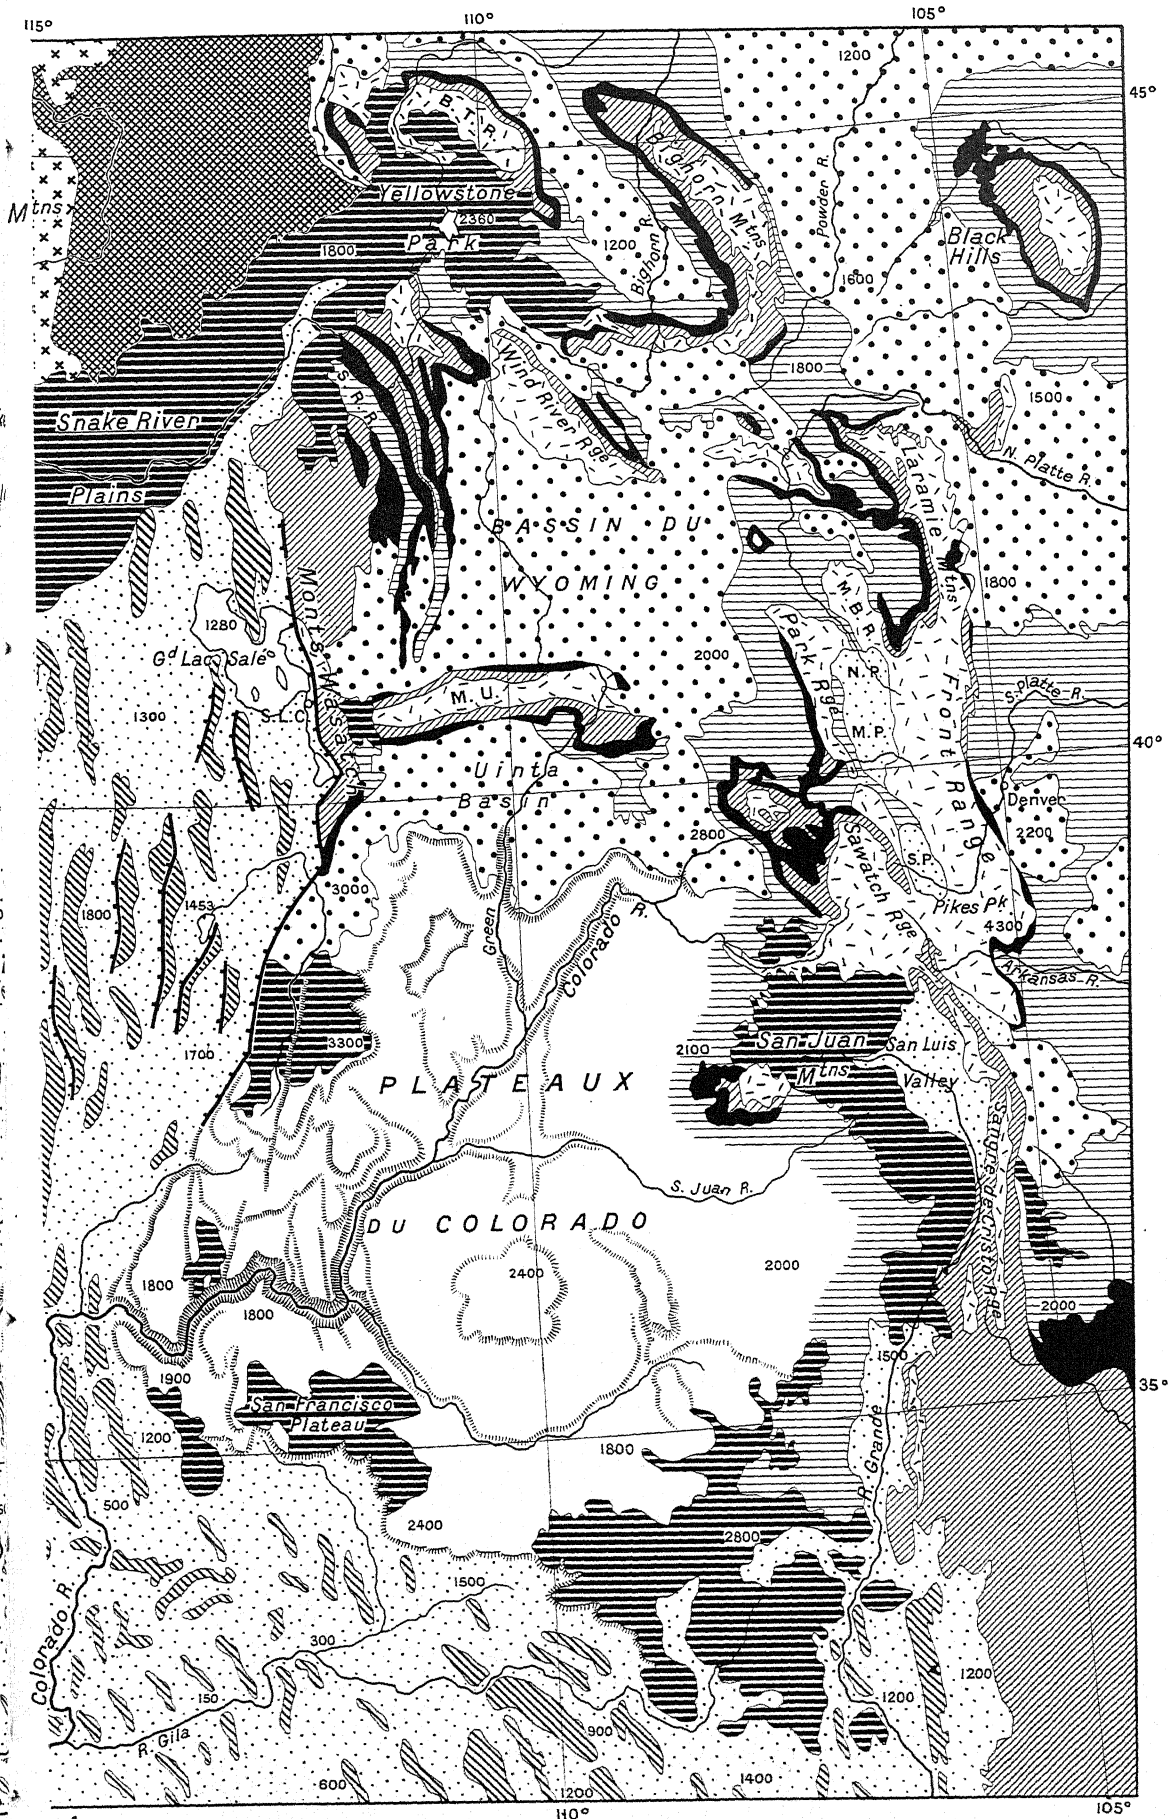 115°
110°
105°
1200
45°
B.T.R.
Bighorn Mtns
Powder R.
Yellowstone
Mtns
2360
Park
1800
1200
Bighorn R.
Black
Hills
1600
Wind River Rge
S.R.R.
1800
1500
Snake River
N. Platte R.
Laramie Mtns
Plains
BASSIN DU
WYOMING
1800
Monts Wasatch
M.B.R.
1280
Gd Lac Salé
Park Rge
2000
N.P.
M.U.
S. Platte R.
1300
S.L.C.
M.P.
Front Range
40°
Uinta
Basin
Denver
2200
2800
Sawatch Rge
S.P.
3000
1800
1453
Pikes Pk
4300
Green
Colorado R.
Arkansas R.
3300
San Juan
Mtns
San Luis
Valley
1700
2100
PLATEAUX
Sangre de Cristo Rge
S. Juan R.
DU COLORADO
1800
2400
2000
1800
2000
1500
1900
35°
San Francisco
Plateau
1200
1800
R. Grande
500
2400
2800
1500
Colorado R.
300
1200
150
1200
R. Gila
900
600
1400
1200
110°
105°